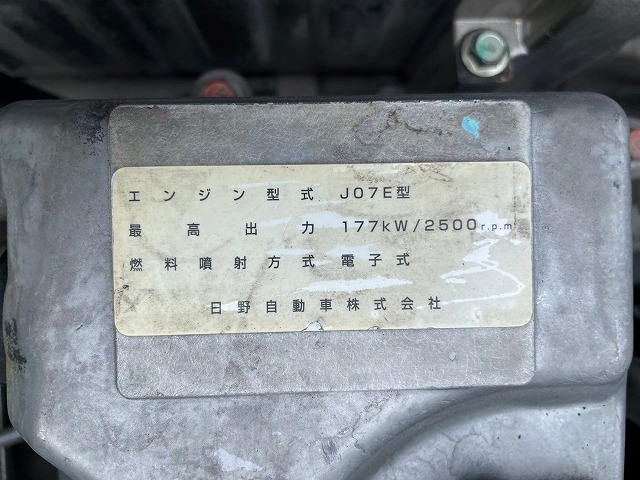 エンジン型式 J07E型
最高出力 177kW/2500r.p.m
燃料噴射方式 電子式
日野自動車株式会社